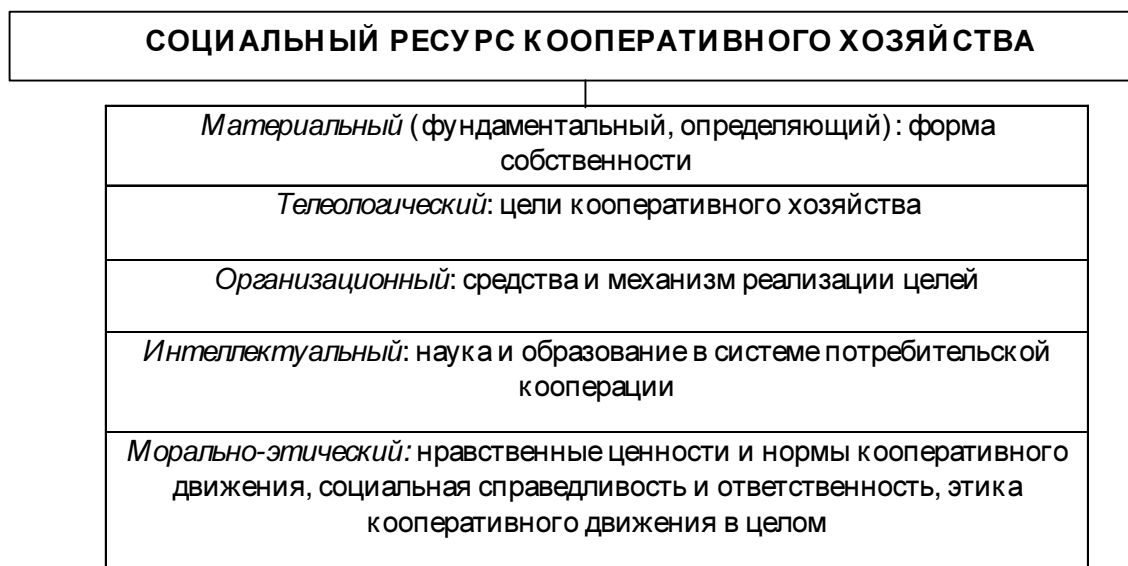 СОЦИАЛЬНЫЙ РЕСУРС КООПЕРАТИВНОГО ХОЗЯЙСТВА
Материальный (фундаментальный, определяющий): форма
собственности
Телеологический: цели кооперативного хозяйства
Организационный: средства и механизм реализации целей
Интеллектуальный: наука и образование в системе потребительской
кооперации
Морально-этический: нравственные ценности и нормы кооперативного
движения, социальная справедливость и ответственность, этика
кооперативного движения в целом